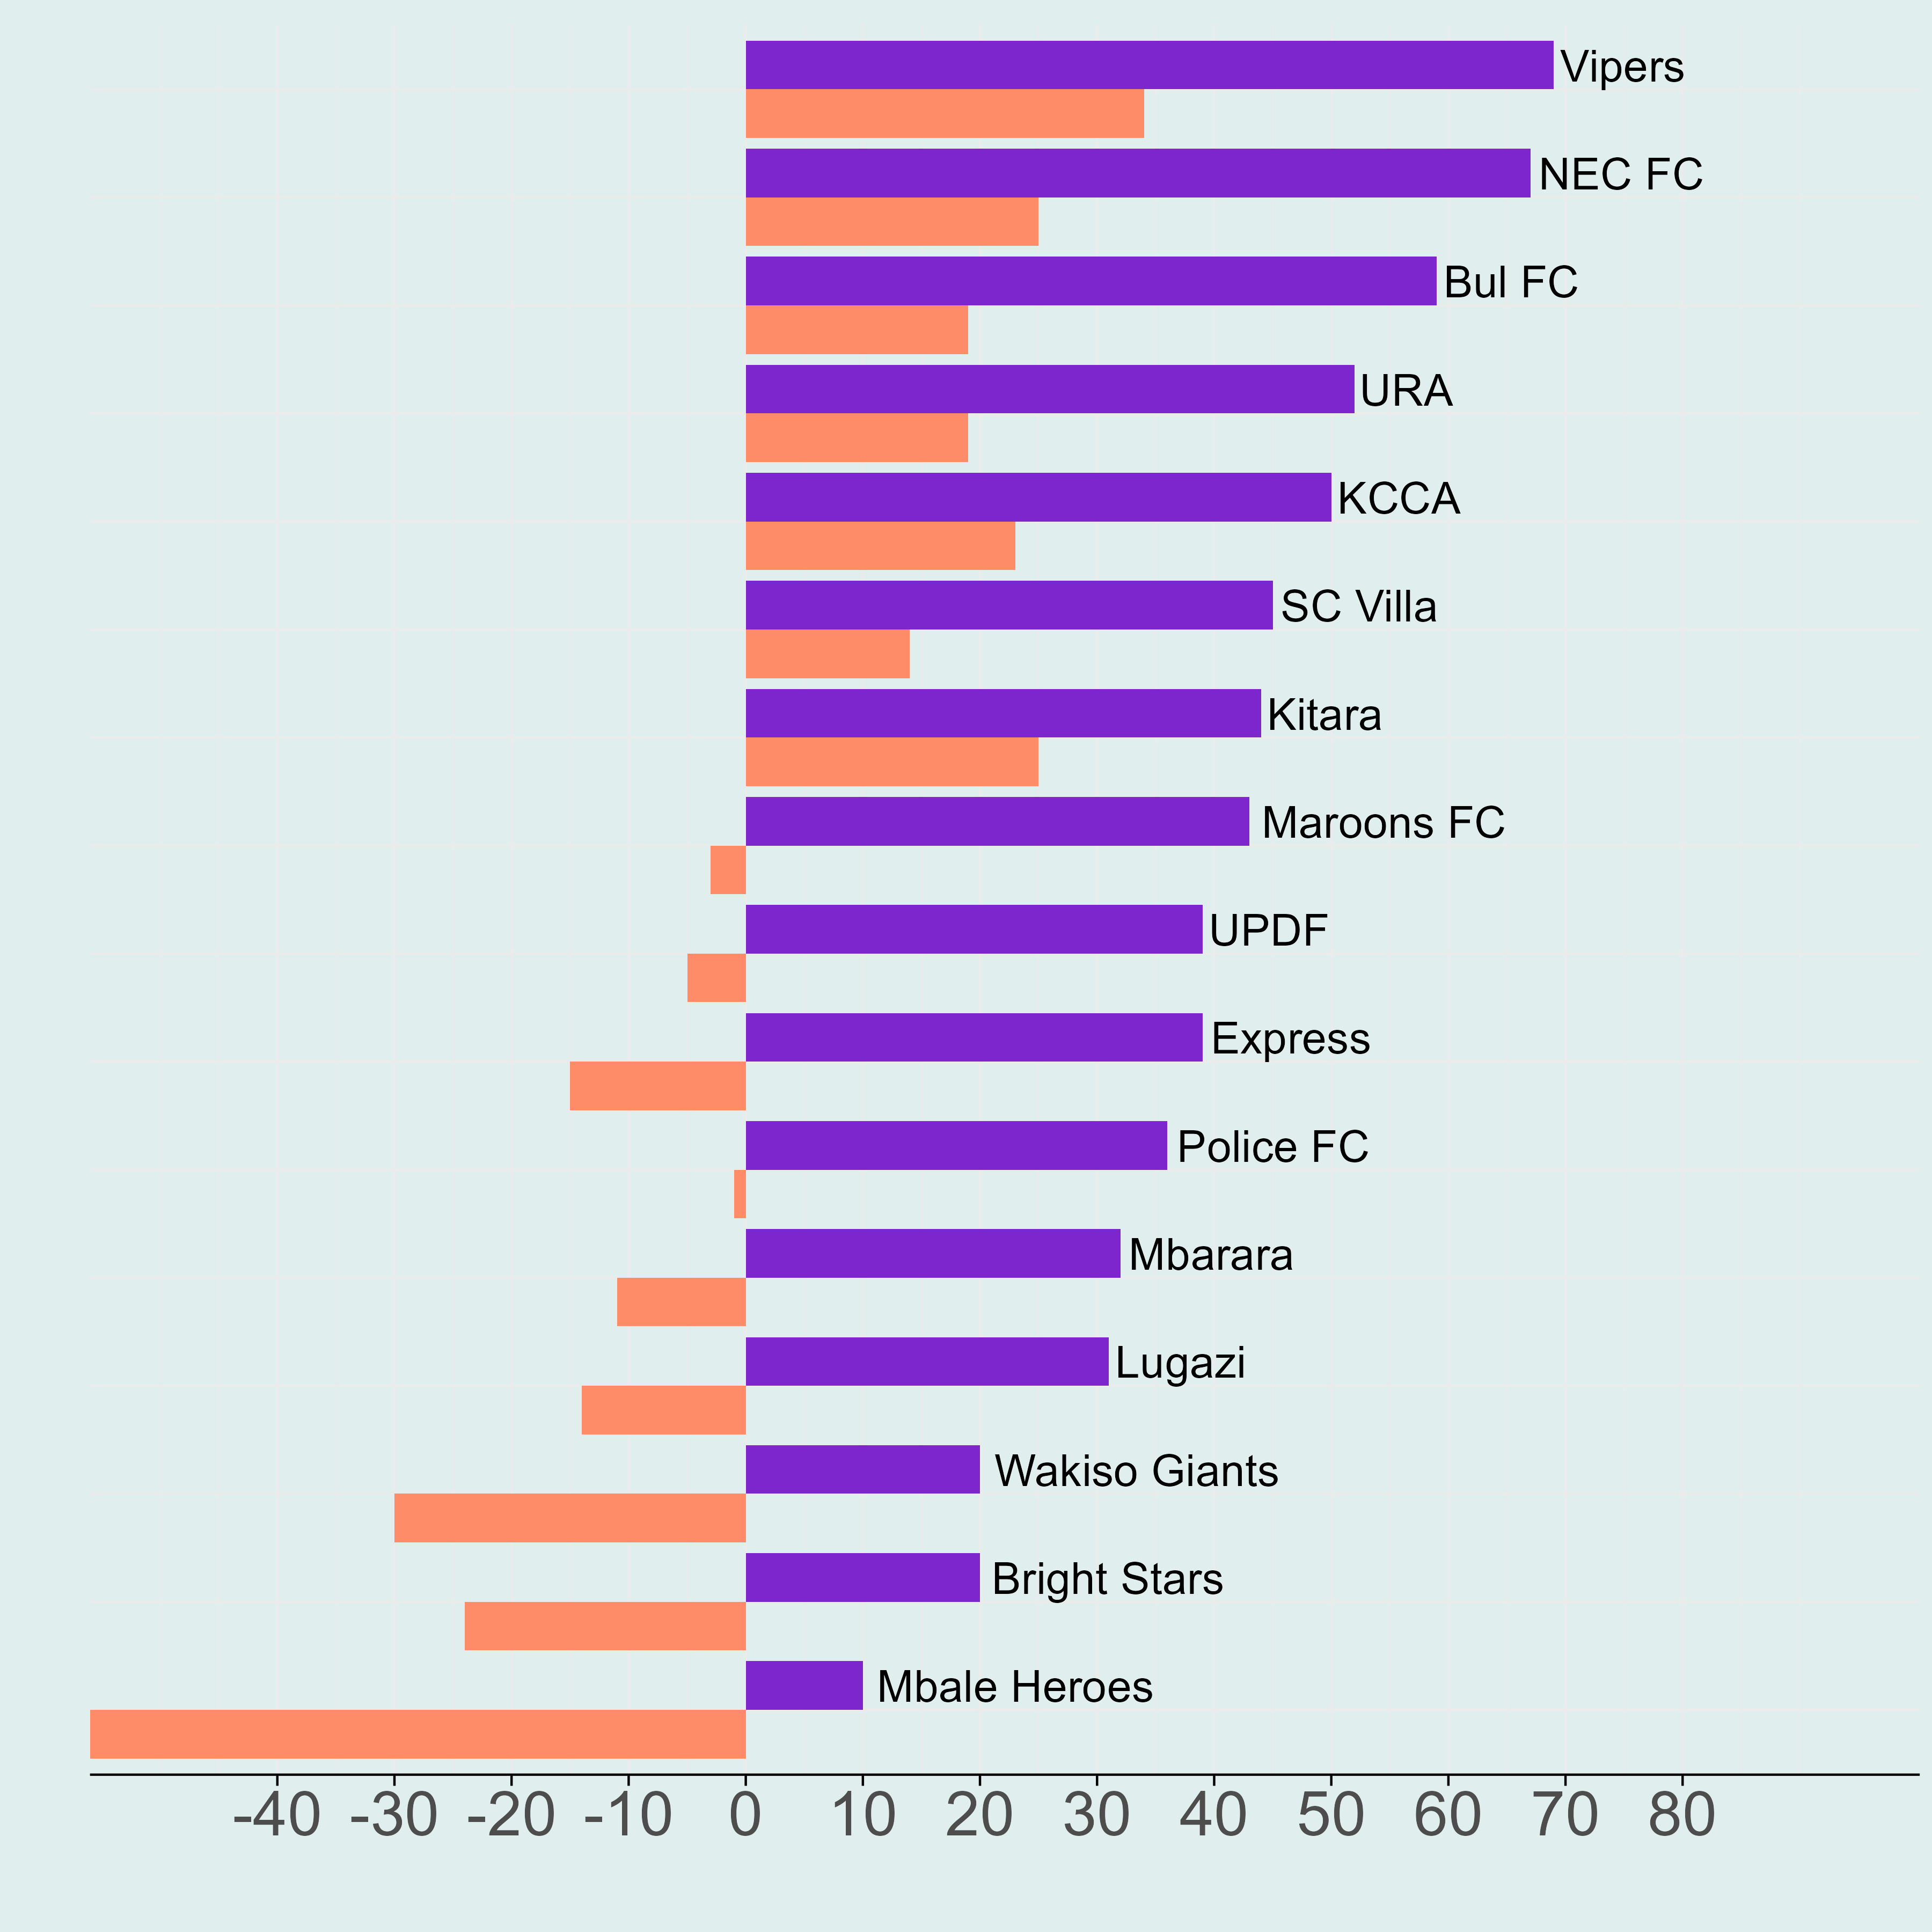 Vipers
NEC FC
Bul FC
URA
KCCA
SC Villa
Kitara
Maroons FC
UPDF
Express
Police FC
Mbarara
Lugazi
Wakiso Giants
Bright Stars
Mbale Heroes
-40 -30 -20 -10 0 10 20 30 40 50 60 70 80